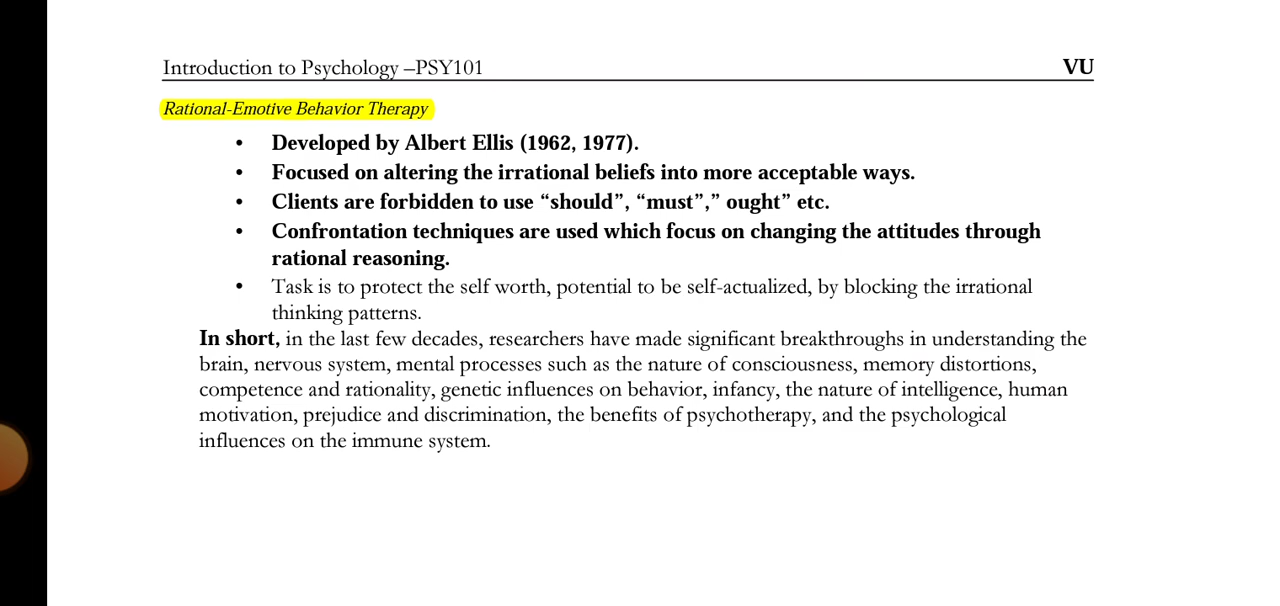 Introduction to Psychology –PSY101 VU
Rational-Emotive Behavior Therapy
• Developed by Albert Ellis (1962, 1977).
• Focused on altering the irrational beliefs into more acceptable ways.
• Clients are forbidden to use “should”, “must”,” ought” etc.
• Confrontation techniques are used which focus on changing the attitudes through
rational reasoning.
• Task is to protect the self worth, potential to be self-actualized, by blocking the irrational
thinking patterns.
In short, in the last few decades, researchers have made significant breakthroughs in understanding the
brain, nervous system, mental processes such as the nature of consciousness, memory distortions,
competence and rationality, genetic influences on behavior, infancy, the nature of intelligence, human
motivation, prejudice and discrimination, the benefits of psychotherapy, and the psychological
influences on the immune system.